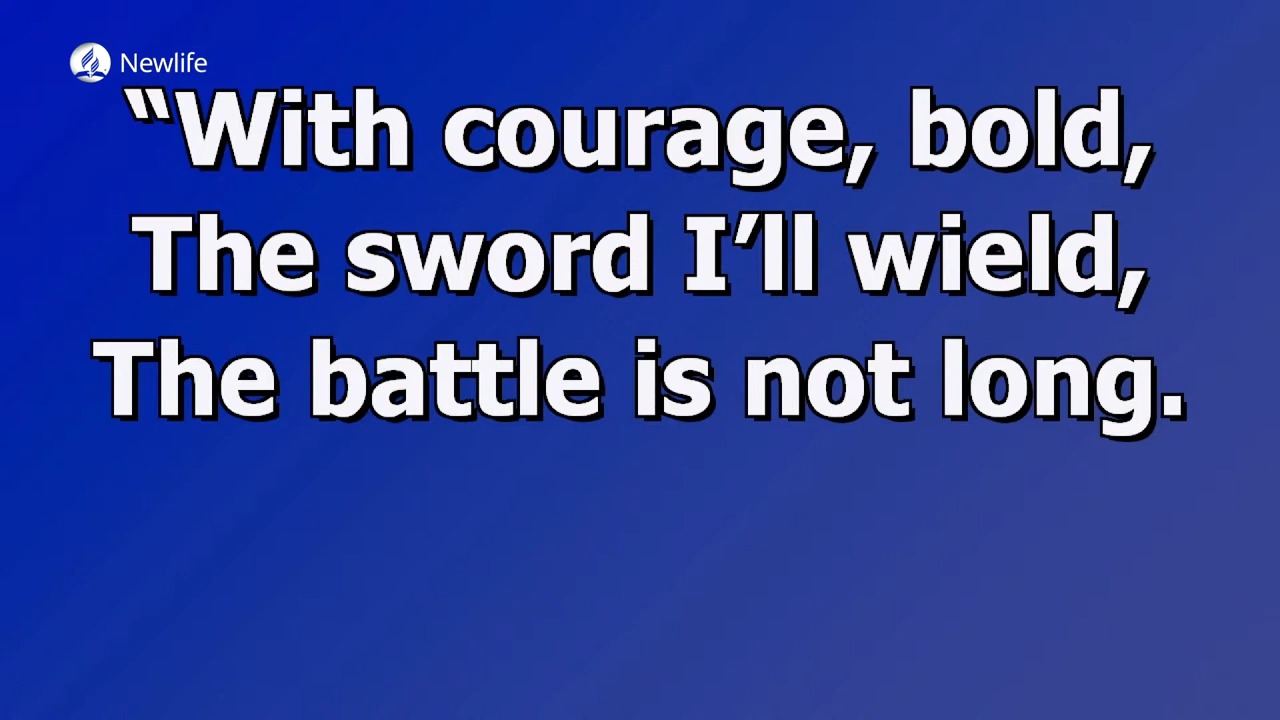 Newlife
“With courage, bold,
The sword I’ll wield,
The battle is not long.